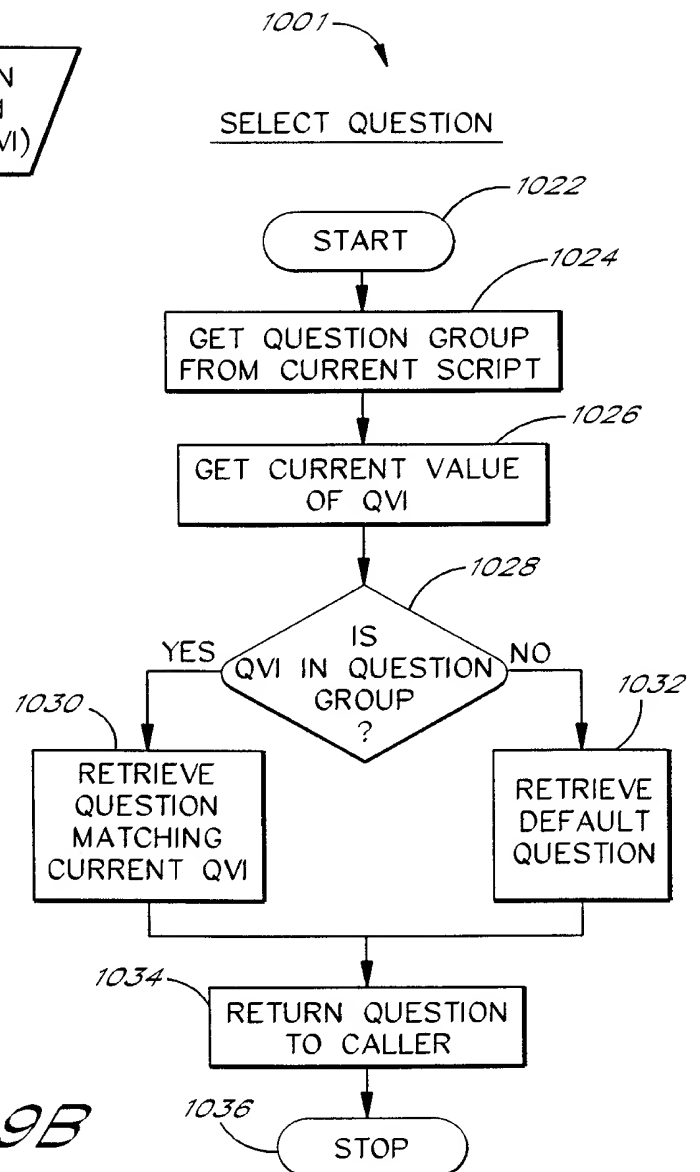 1001
N
VI)
SELECT QUESTION
1022
START
1024
GET QUESTION GROUP
FROM CURRENT SCRIPT
1026
GET CURRENT VALUE
OF QVI
1028
IS
QVI IN QUESTION
GROUP
?
YES
NO
1030
1032
RETRIEVE
QUESTION
MATCHING
CURRENT QVI
RETRIEVE
DEFAULT
QUESTION
1034
RETURN QUESTION
TO CALLER
9B
1036
STOP